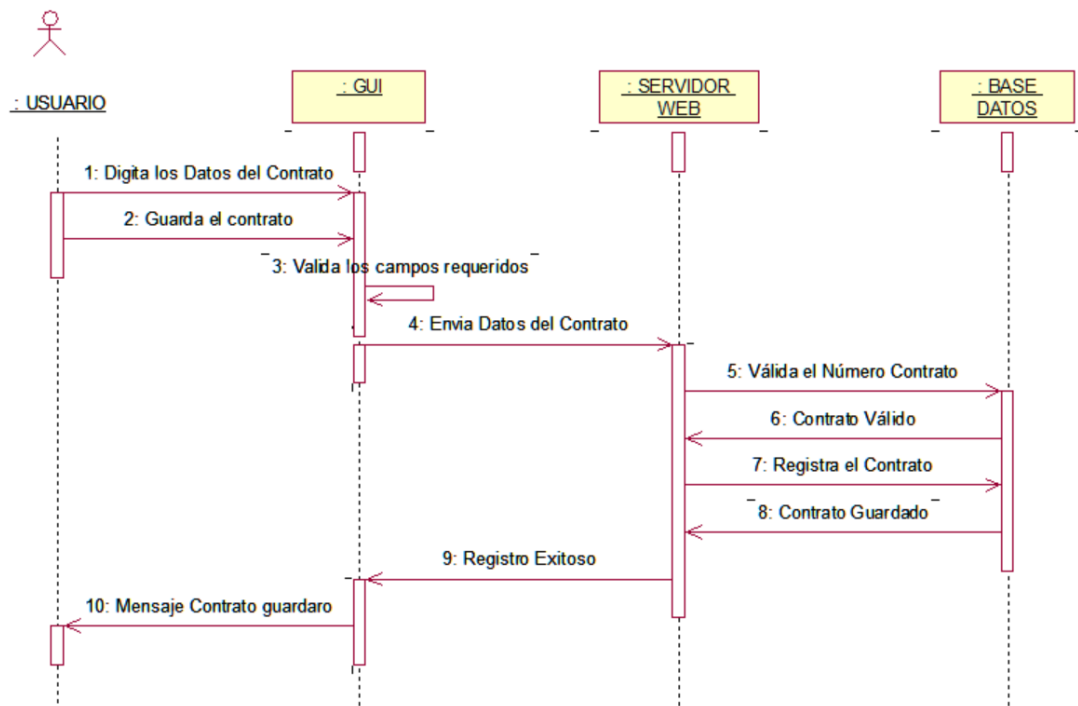 : USUARIO
: GUI
: SERVIDOR
WEB
: BASE
DATOS
1: Digita los Datos del Contrato
2: Guarda el contrato
3: Valida los campos requeridos
4: Envia Datos del Contrato
5: Válida el Número Contrato
6: Contrato Válido
7: Registra el Contrato
8: Contrato Guardado
9: Registro Exitoso
10: Mensaje Contrato guardaro